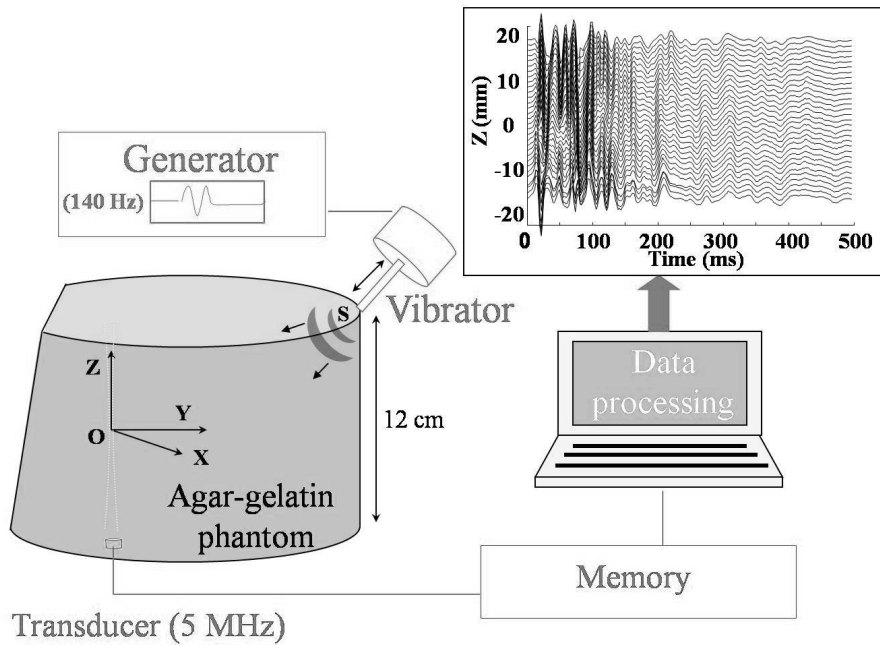 Generator
(140 Hz)
Vibrator
S
Z
Y
O
X
12 cm
Agar-gelatin
phantom
Transducer (5 MHz)
Memory
Data
processing
20
10
0
-10
-20
Z (mm)
0
100
200
300
400
500
Time (ms)